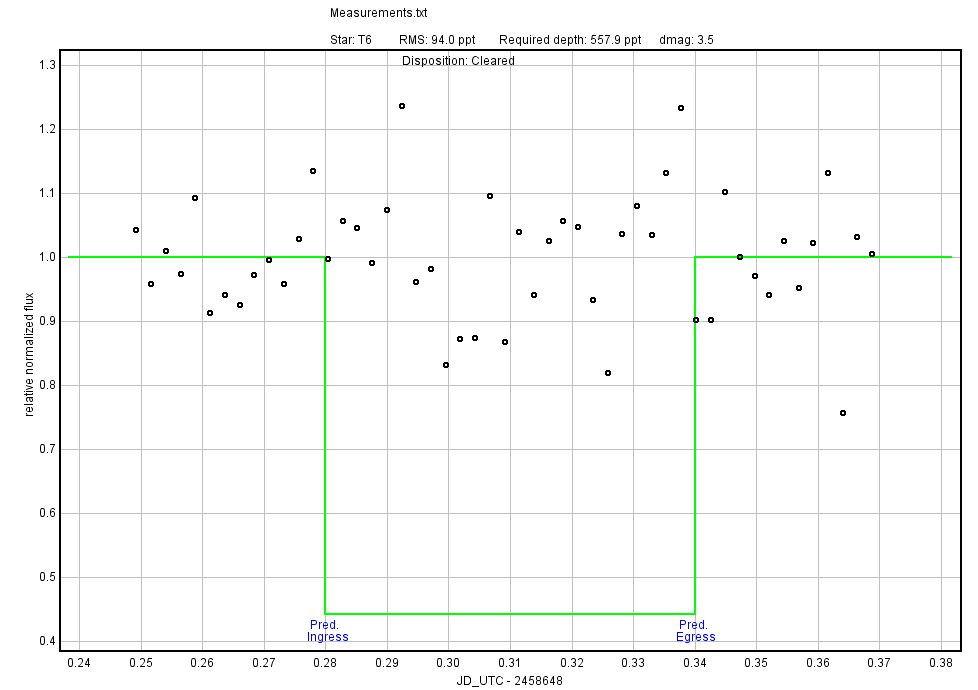 Measurements.txt
Star: T6 RMS: 94.0 ppt Required depth: 557.9 ppt dmag: 3.5
Disposition: Cleared
1.3
1.2
1.1
1.0
0.9
0.8
0.7
0.6
0.5
0.4
relative normalized flux
Pred.
Ingress
Pred.
Egress
0.24 0.25 0.26 0.27 0.28 0.29 0.30 0.31 0.32 0.33 0.34 0.35 0.36 0.37 0.38
JD_UTC - 2458648